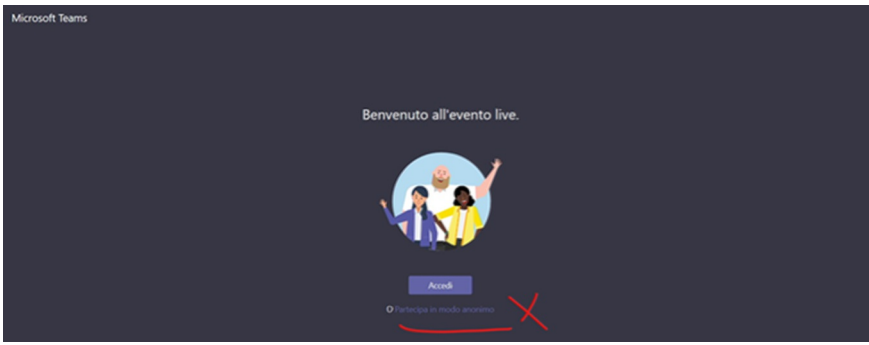 Microsoft Teams
Benvenuto all'evento live.
Accedi
O Partecipa in modo anonimo